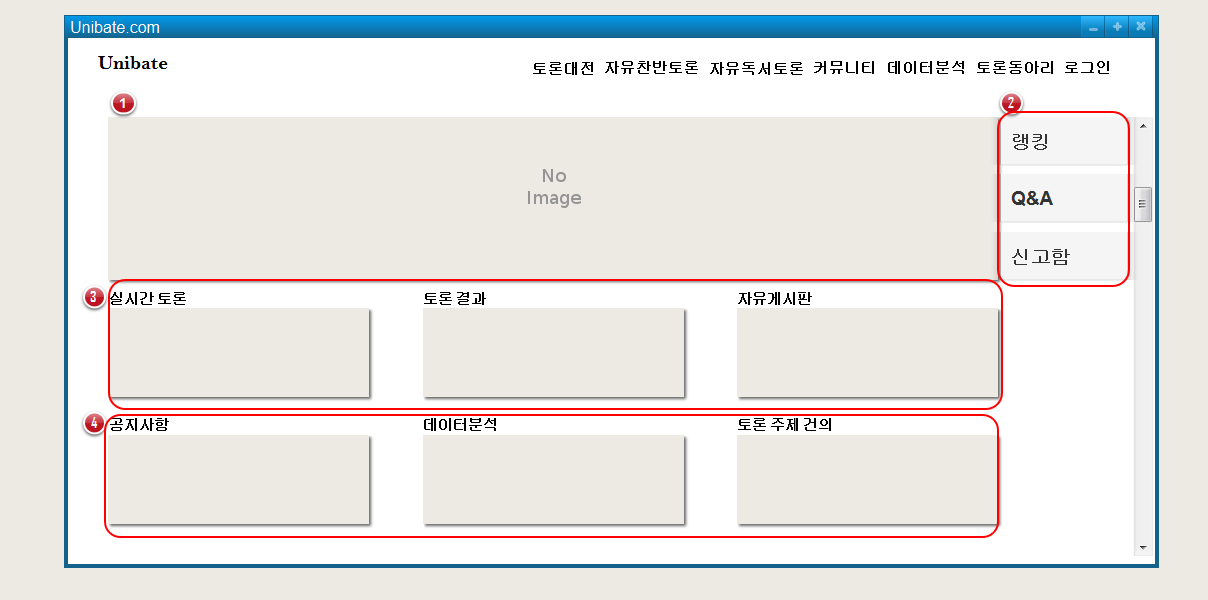 Unibate.com
Unibate
토론대전 자유찬반토론 자유독서토론 커뮤니티 데이터분석 토론동아리 로그인
1
2
No
Image
랭킹
Q&A
신고함
3
실시간 토론 토론 결과 자유게시판
4
공지사항 데이터분석 토론 주제 건의